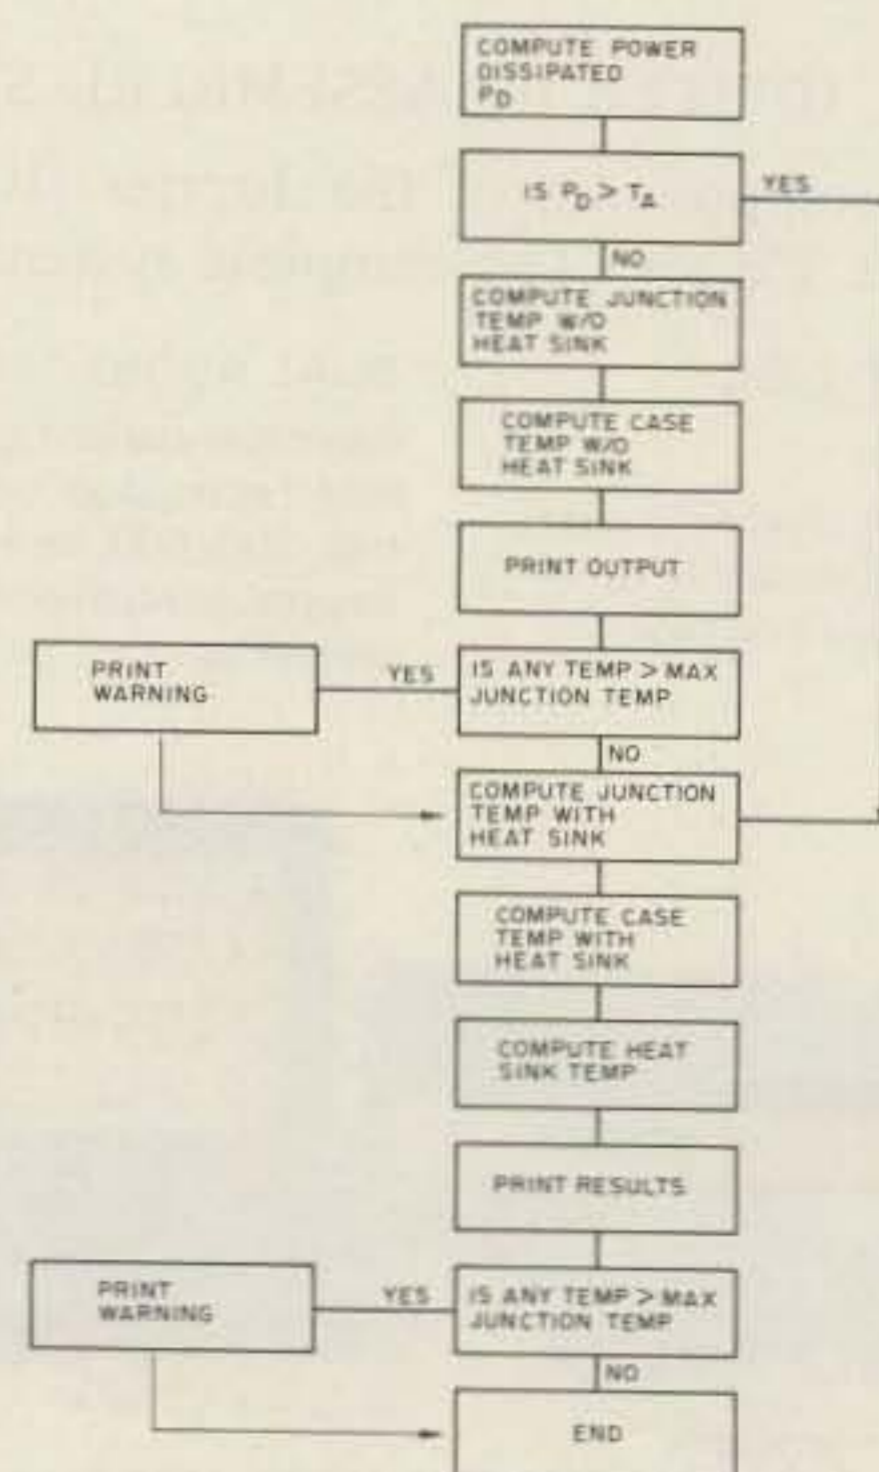 COMPUTE POWER
DISSIPATED
PD
IS PD > TA
YES
NO
COMPUTE JUNCTION
TEMP W/O
HEAT SINK
COMPUTE CASE
TEMP W/O
HEAT SINK
PRINT OUTPUT
PRINT
WARNING
YES
IS ANY TEMP > MAX
JUNCTION TEMP
NO
COMPUTE JUNCTION
TEMP WITH
HEAT SINK
COMPUTE CASE
TEMP WITH
HEAT SINK
COMPUTE HEAT
SINK TEMP
PRINT RESULTS
PRINT
WARNING
YES
IS ANY TEMP > MAX
JUNCTION TEMP
NO
END